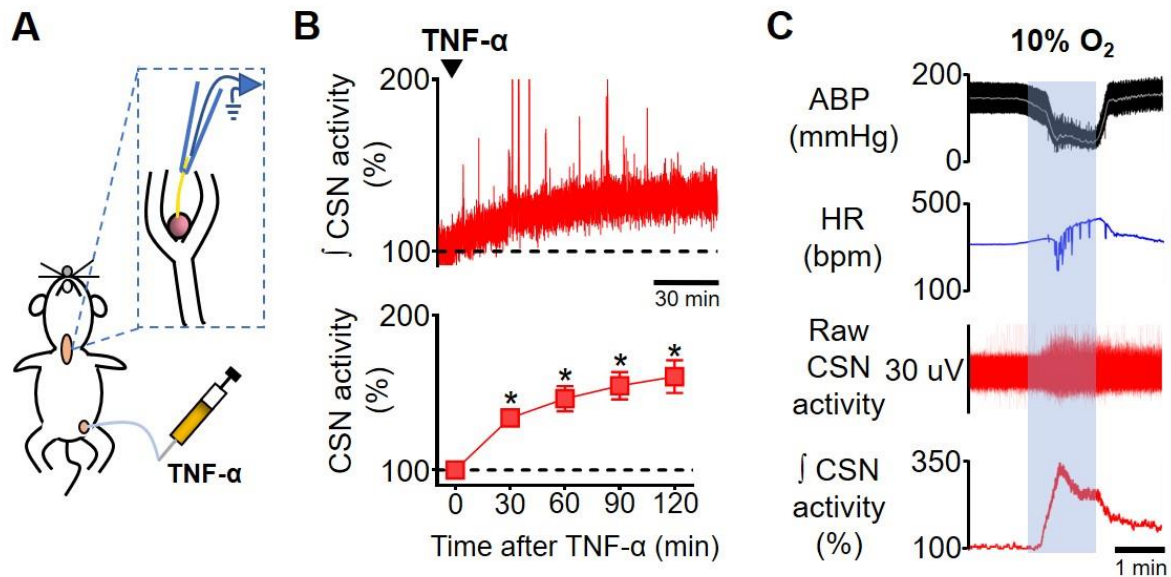 A
TNF-α
B
TNF-α
200
∫ CSN activity
(%)
100
30 min
200
CSN activity
(%)
100
* * * *
0 30 60 90 120
Time after TNF-α (min)
C
10% O₂
ABP
(mmHg)
200
0
HR
(bpm)
500
100
Raw
CSN
activity
30 uV
∫ CSN
activity
(%)
350
100
1 min